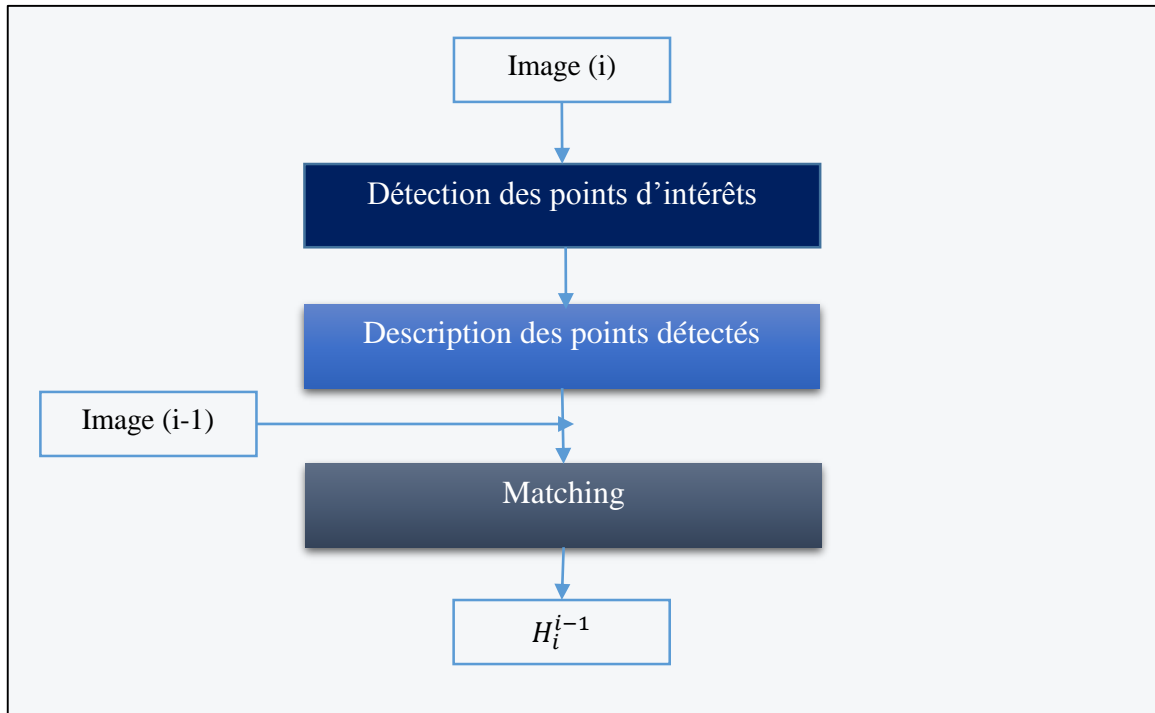 Image (i)
Détection des points d’intérêts
Description des points détectés
Image (i-1)
Matching
$H_i^{i-1}$